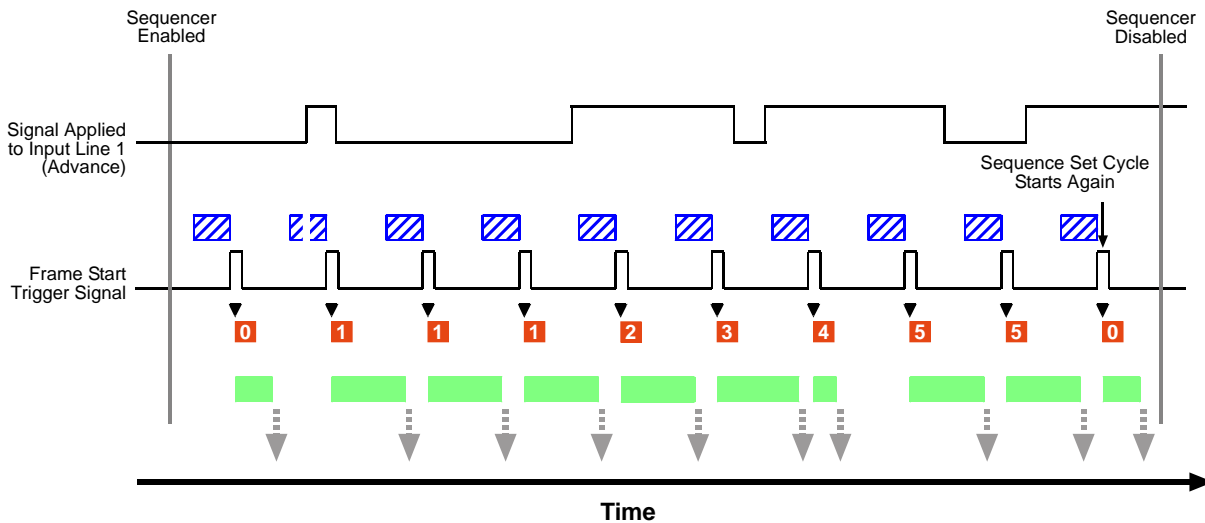 Sequencer
Enabled
Sequencer
Disabled
Signal Applied
to Input Line 1
(Advance)
Sequence Set Cycle
Starts Again
Frame Start
Trigger Signal
0 1 1 1 2 3 4 5 5 0
Time